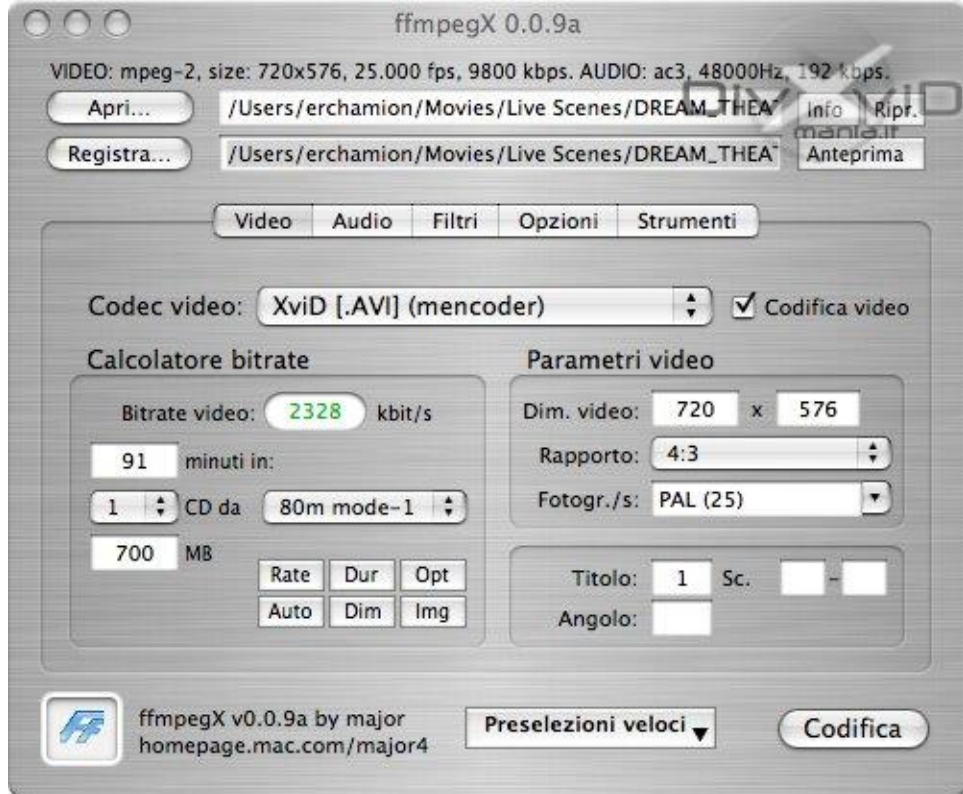 ffmpegX 0.0.9a
VIDEO: mpeg-2, size: 720x576, 25.000 fps, 9800 kbps. AUDIO: ac3, 48000Hz, 192 kbps.
Apri... /Users/erchamion/Movies/Live Scenes/DREAM_THEA Info Ripr.
DivXviD
mania.it
Registra... /Users/erchamion/Movies/Live Scenes/DREAM_THEA Anteprima
Video Audio Filtri Opzioni Strumenti
Codec video: XviD [.AVI] (mencoder) Codifica video
Calcolatore bitrate
Bitrate video: 2328 kbit/s
91 minuti in:
1 CD da 80m mode-1
700 MB
Rate Dur Opt
Auto Dim Img
Parametri video
Dim. video: 720 x 576
Rapporto: 4:3
Fotogr./s: PAL (25)
Titolo: 1 Sc. -
Angolo:
FF
ffmpegX v0.0.9a by major
homepage.mac.com/major4
Preselezioni veloci
Codifica